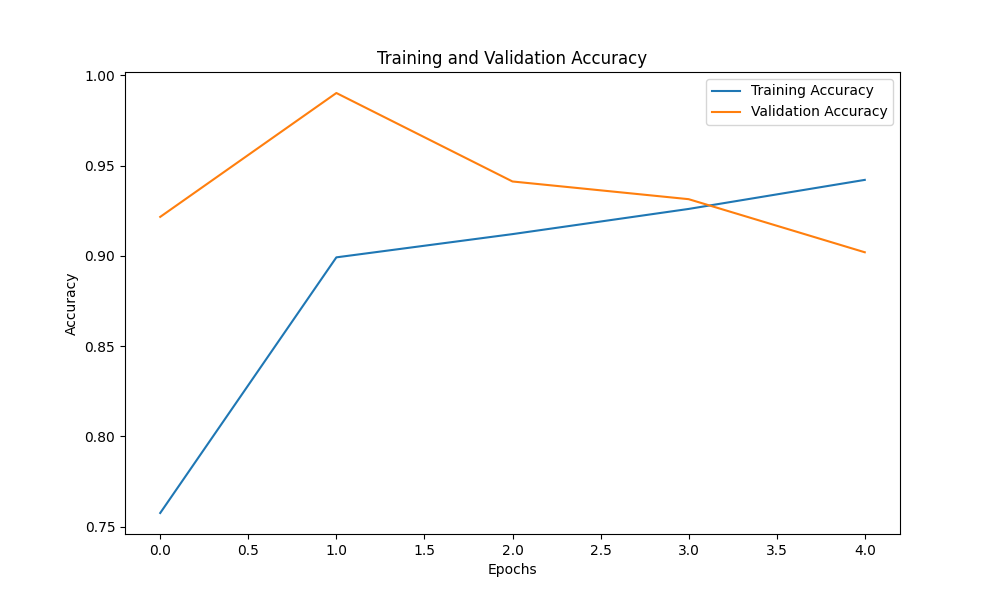 Training and Validation Accuracy
Training Accuracy
Validation Accuracy
1.00
0.95
0.90
0.85
0.80
0.75
Accuracy
0.0 0.5 1.0 1.5 2.0 2.5 3.0 3.5 4.0
Epochs